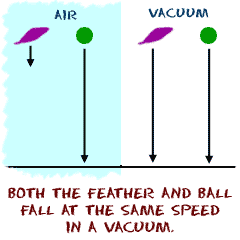 AIR VACUUM
BOTH THE FEATHER AND BALL
FALL AT THE SAME SPEED
IN A VACUUM.